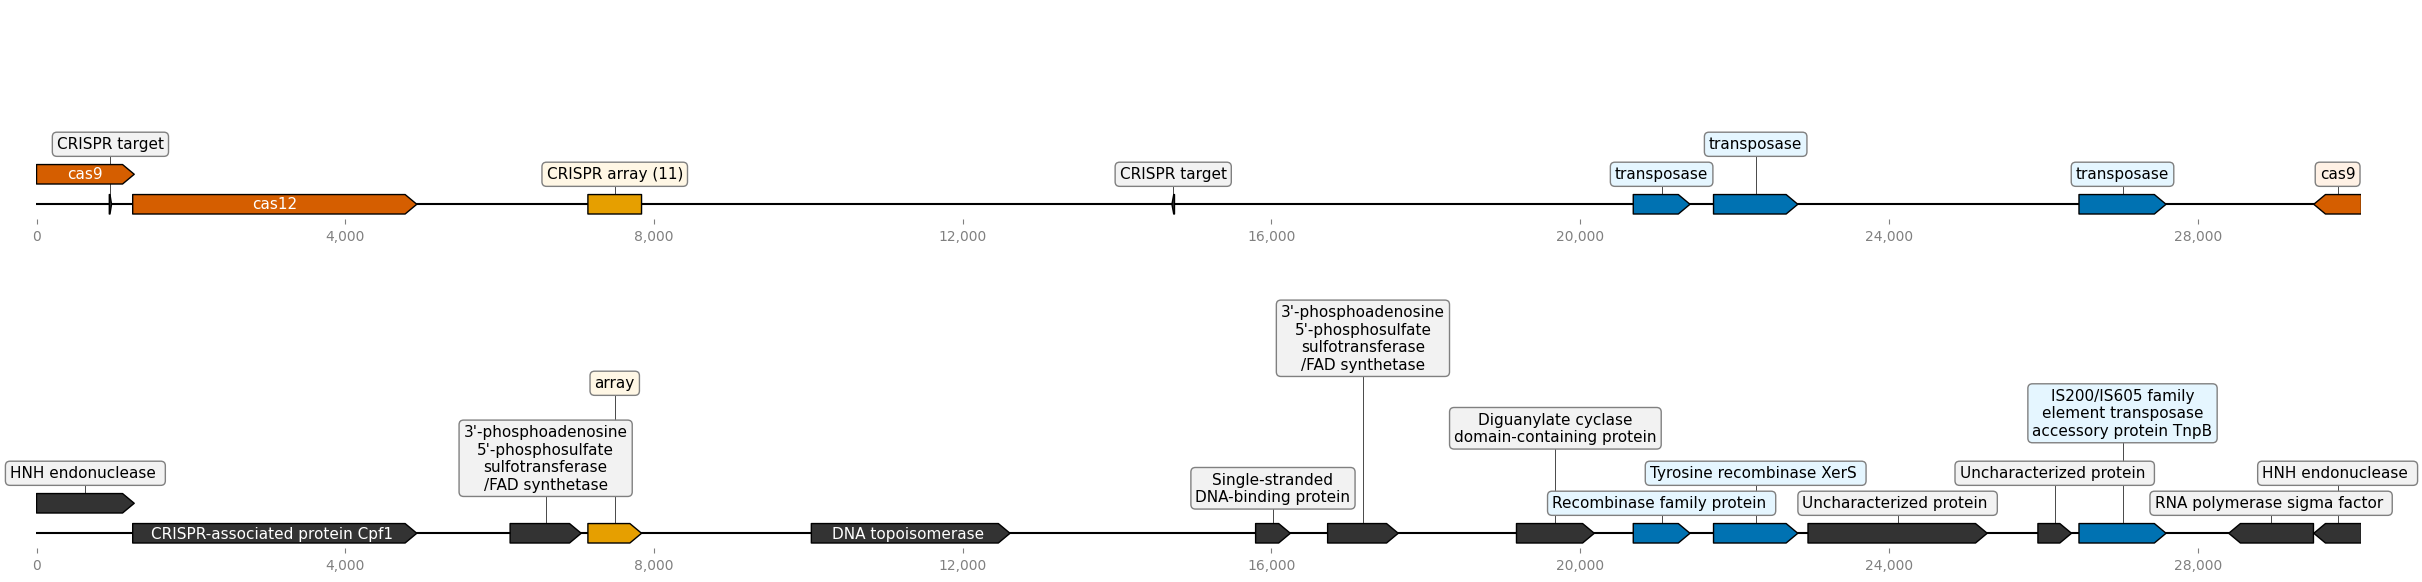 CRISPR target
cas9
cas12
CRISPR array (11)
CRISPR target
transposase
transposase
transposase
cas9
0
4,000
8,000
12,000
16,000
20,000
24,000
28,000
3'-phosphoadenosine
5'-phosphosulfate
sulfotransferase
/FAD synthetase
array
3'-phosphoadenosine
5'-phosphosulfate
sulfotransferase
/FAD synthetase
HNH endonuclease
CRISPR-associated protein Cpf1
DNA topoisomerase
Single-stranded
DNA-binding protein
Diguanylate cyclase
domain-containing protein
Tyrosine recombinase XerS
Recombinase family protein
IS200/IS605 family
element transposase
accessory protein TnpB
Uncharacterized protein
Uncharacterized protein
HNH endonuclease
RNA polymerase sigma factor
0
4,000
8,000
12,000
16,000
20,000
24,000
28,000